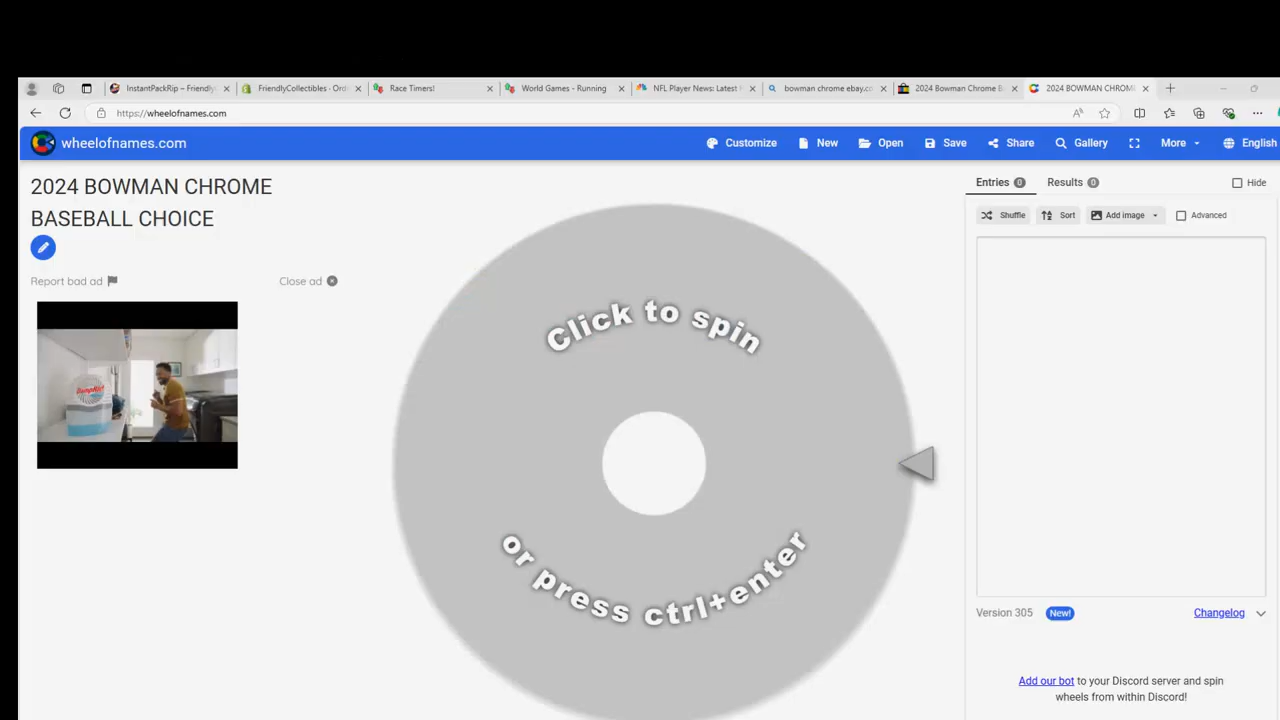 InstantPackRip – Friendly
FriendlyCollectibles · Ord
Race Timers!
World Games - Running
NFL Player News: Latest
bowman chrome ebay.co
2024 Bowman Chrome B
2024 BOWMAN CHROME
https://wheelofnames.com
wheelofnames.com
Customize
New
Open
Save
Share
Gallery
More
English
2024 BOWMAN CHROME
BASEBALL CHOICE
Entries 0
Results 0
Hide
Shuffle
Sort
Add image
Advanced
Report bad ad
Close ad
DampRid
Click to spin
or press ctrl+enter
Version 305
New!
Changelog
Add our bot to your Discord server and spin
wheels from within Discord!